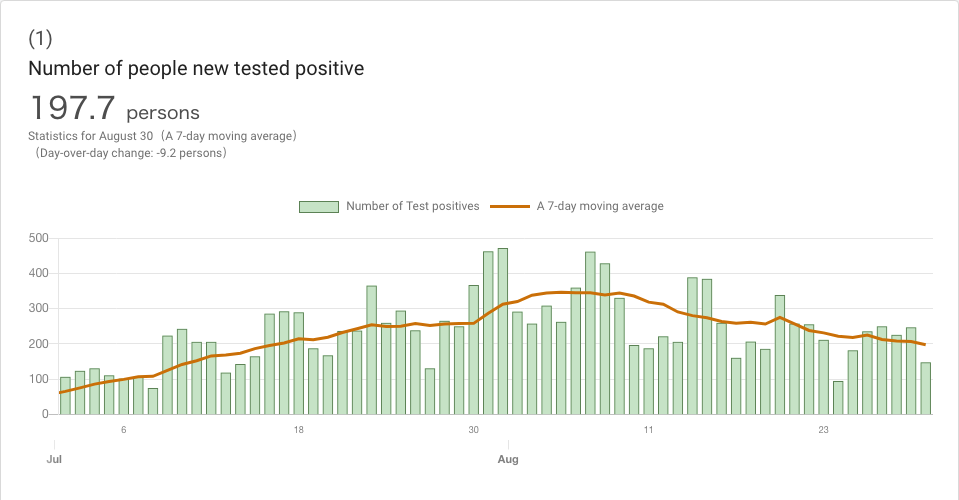 (1)
Number of people new tested positive
197.7 persons
Statistics for August 30（A 7-day moving average）
（Day-over-day change: -9.2 persons）
Number of Test positives A 7-day moving average
500
400
300
200
100
0
6 18 30 11 23
Jul Aug